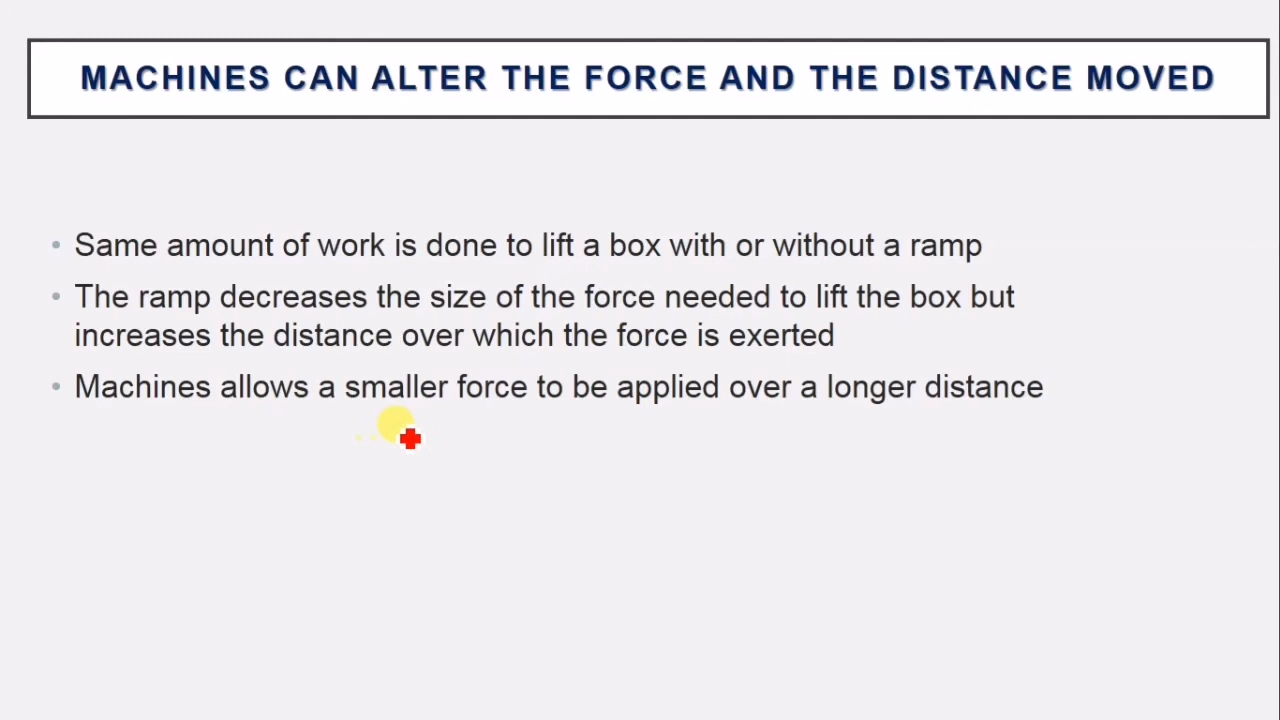 MACHINES CAN ALTER THE FORCE AND THE DISTANCE MOVED
• Same amount of work is done to lift a box with or without a ramp
• The ramp decreases the size of the force needed to lift the box but
increases the distance over which the force is exerted
• Machines allows a smaller force to be applied over a longer distance